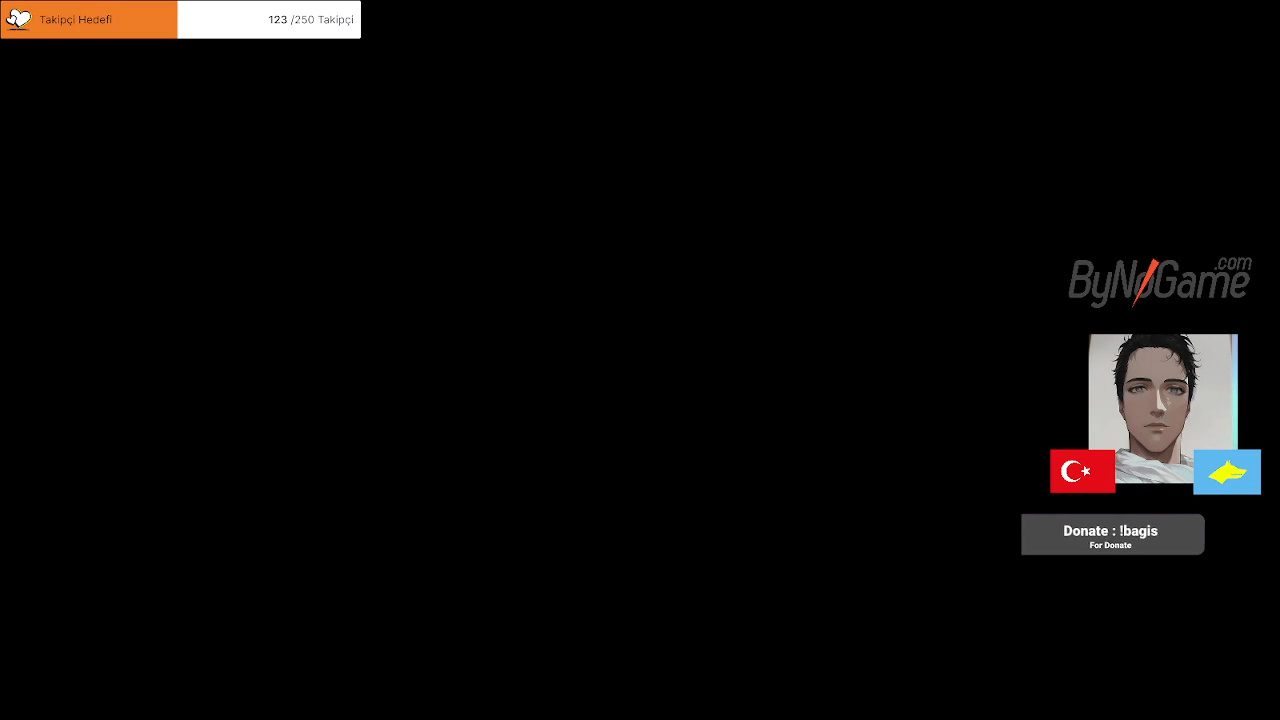 Takipçi Hedefi
123 /250 Takipçi
ByNoGame.com
Donate : !bagis
For Donate